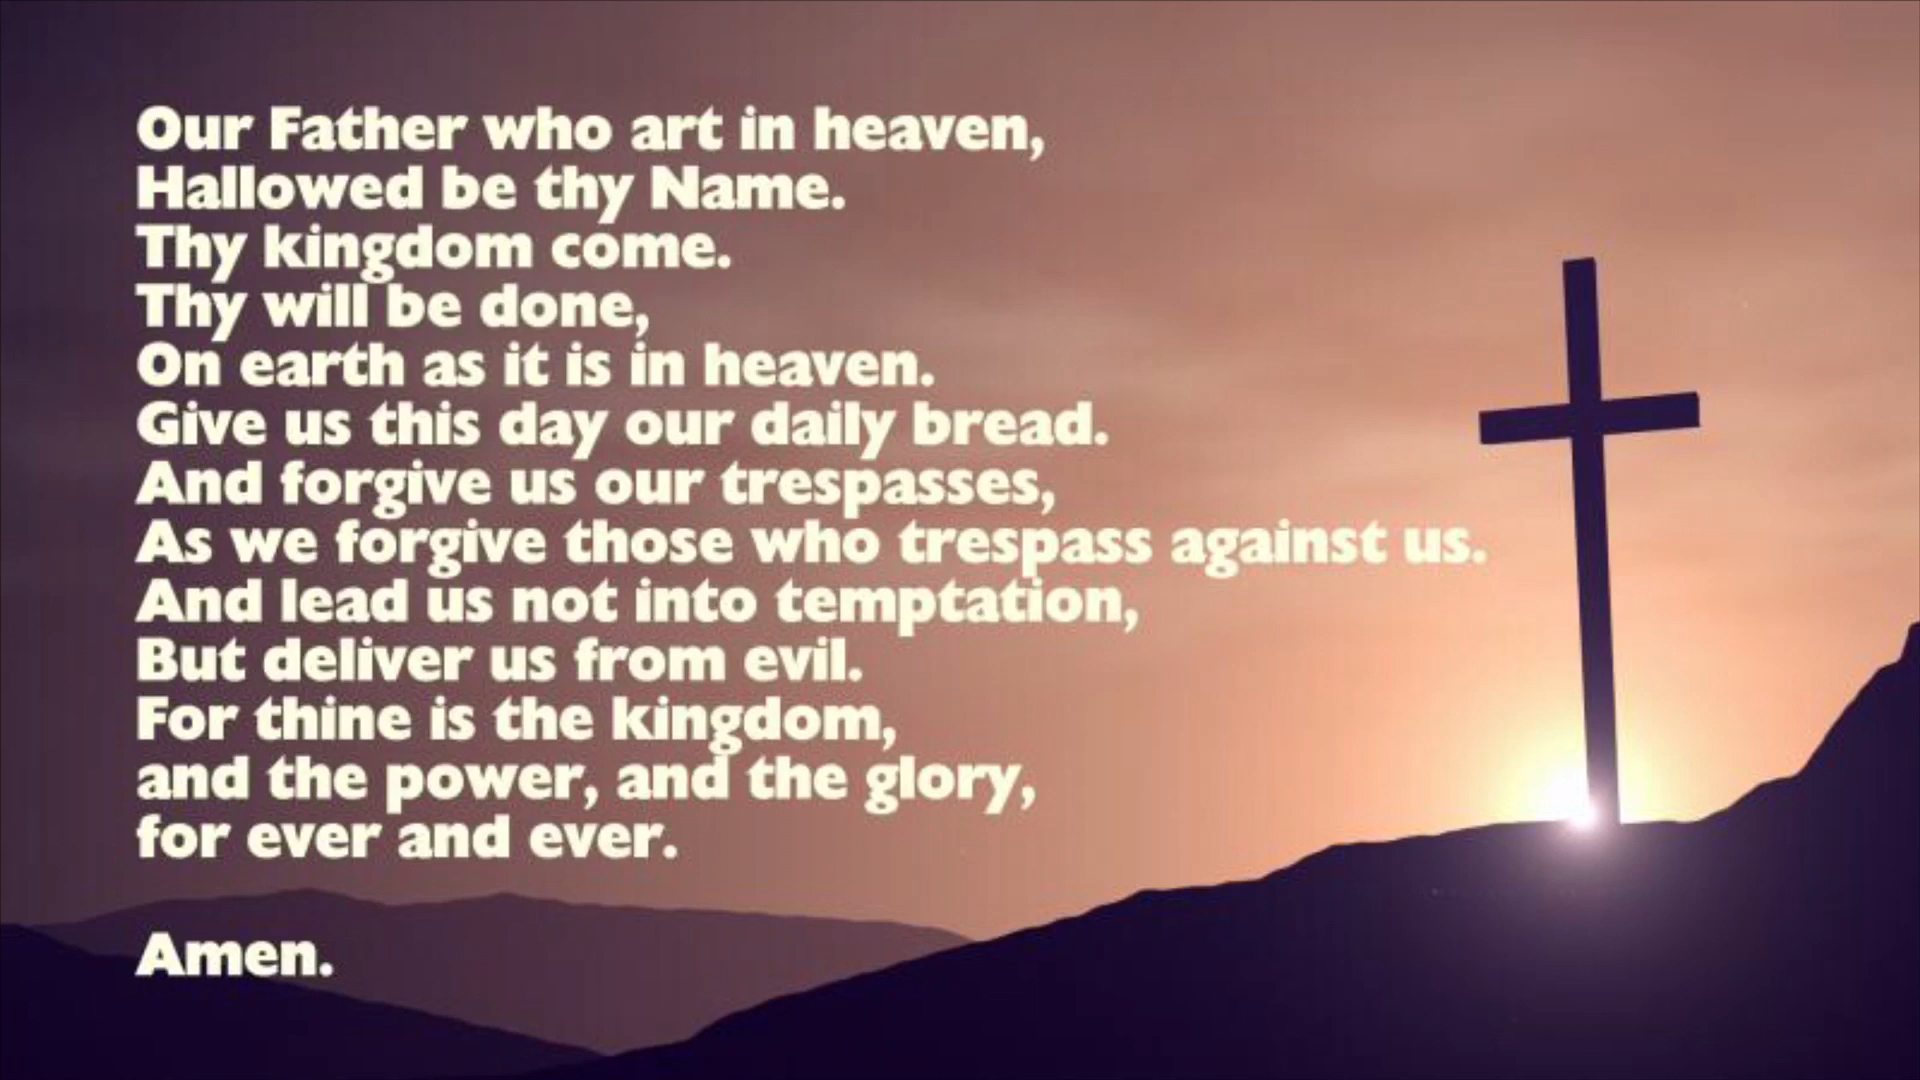 Our Father who art in heaven,
Hallowed be thy Name.
Thy kingdom come.
Thy will be done,
On earth as it is in heaven.
Give us this day our daily bread.
And forgive us our trespasses,
As we forgive those who trespass against us.
And lead us not into temptation,
But deliver us from evil.
For thine is the kingdom,
and the power, and the glory,
for ever and ever.
Amen.